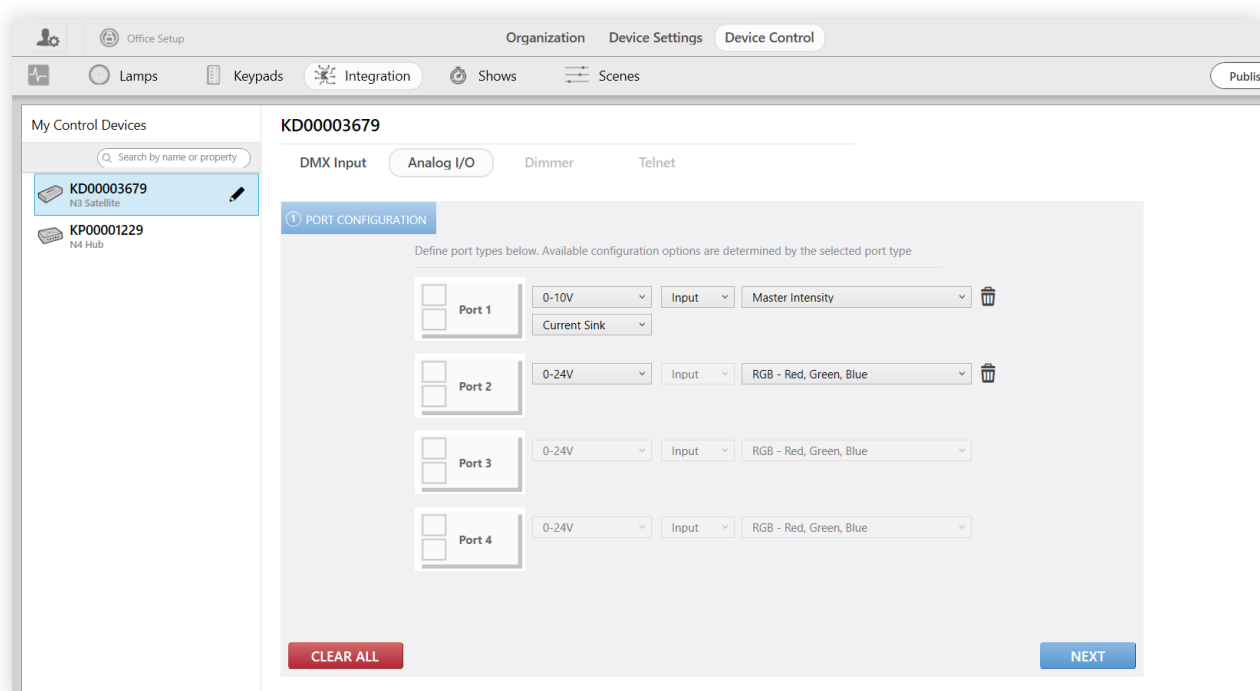 Office Setup
Organization Device Settings Device Control
Lamps Keypads Integration Shows Scenes
My Control Devices
Search by name or property
KD00003679
N3 Satellite
KP00001229
N4 Hub
KD00003679
DMX Input Analog I/O Dimmer Telnet
1 PORT CONFIGURATION
Define port types below. Available configuration options are determined by the selected port type
Port 1 0-10V Input Master Intensity
Current Sink
Port 2 0-24V Input RGB - Red, Green, Blue
Port 3 0-24V Input RGB - Red, Green, Blue
Port 4 0-24V Input RGB - Red, Green, Blue
CLEAR ALL NEXT